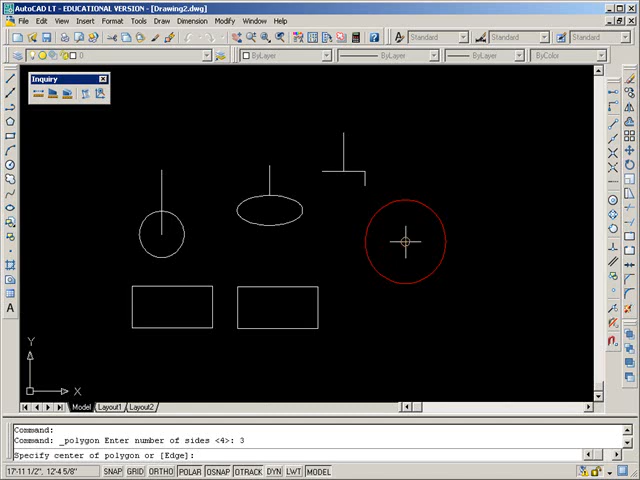 AutoCAD LT - EDUCATIONAL VERSION - [Drawing2.dwg]
File Edit View Insert Format Tools Draw Dimension Modify Window Help
Standard Standard Standard
0 ByLayer ByLayer ByLayer ByColor
Inquiry
A
Y
X
Model Layout1 Layout2
Command:
Command: _polygon Enter number of sides <4>: 3
Specify center of polygon or [Edge]:
17'-11 1/2", 12'-4 5/8" SNAP GRID ORTHO POLAR OSNAP OTRACK DYN LWT MODEL